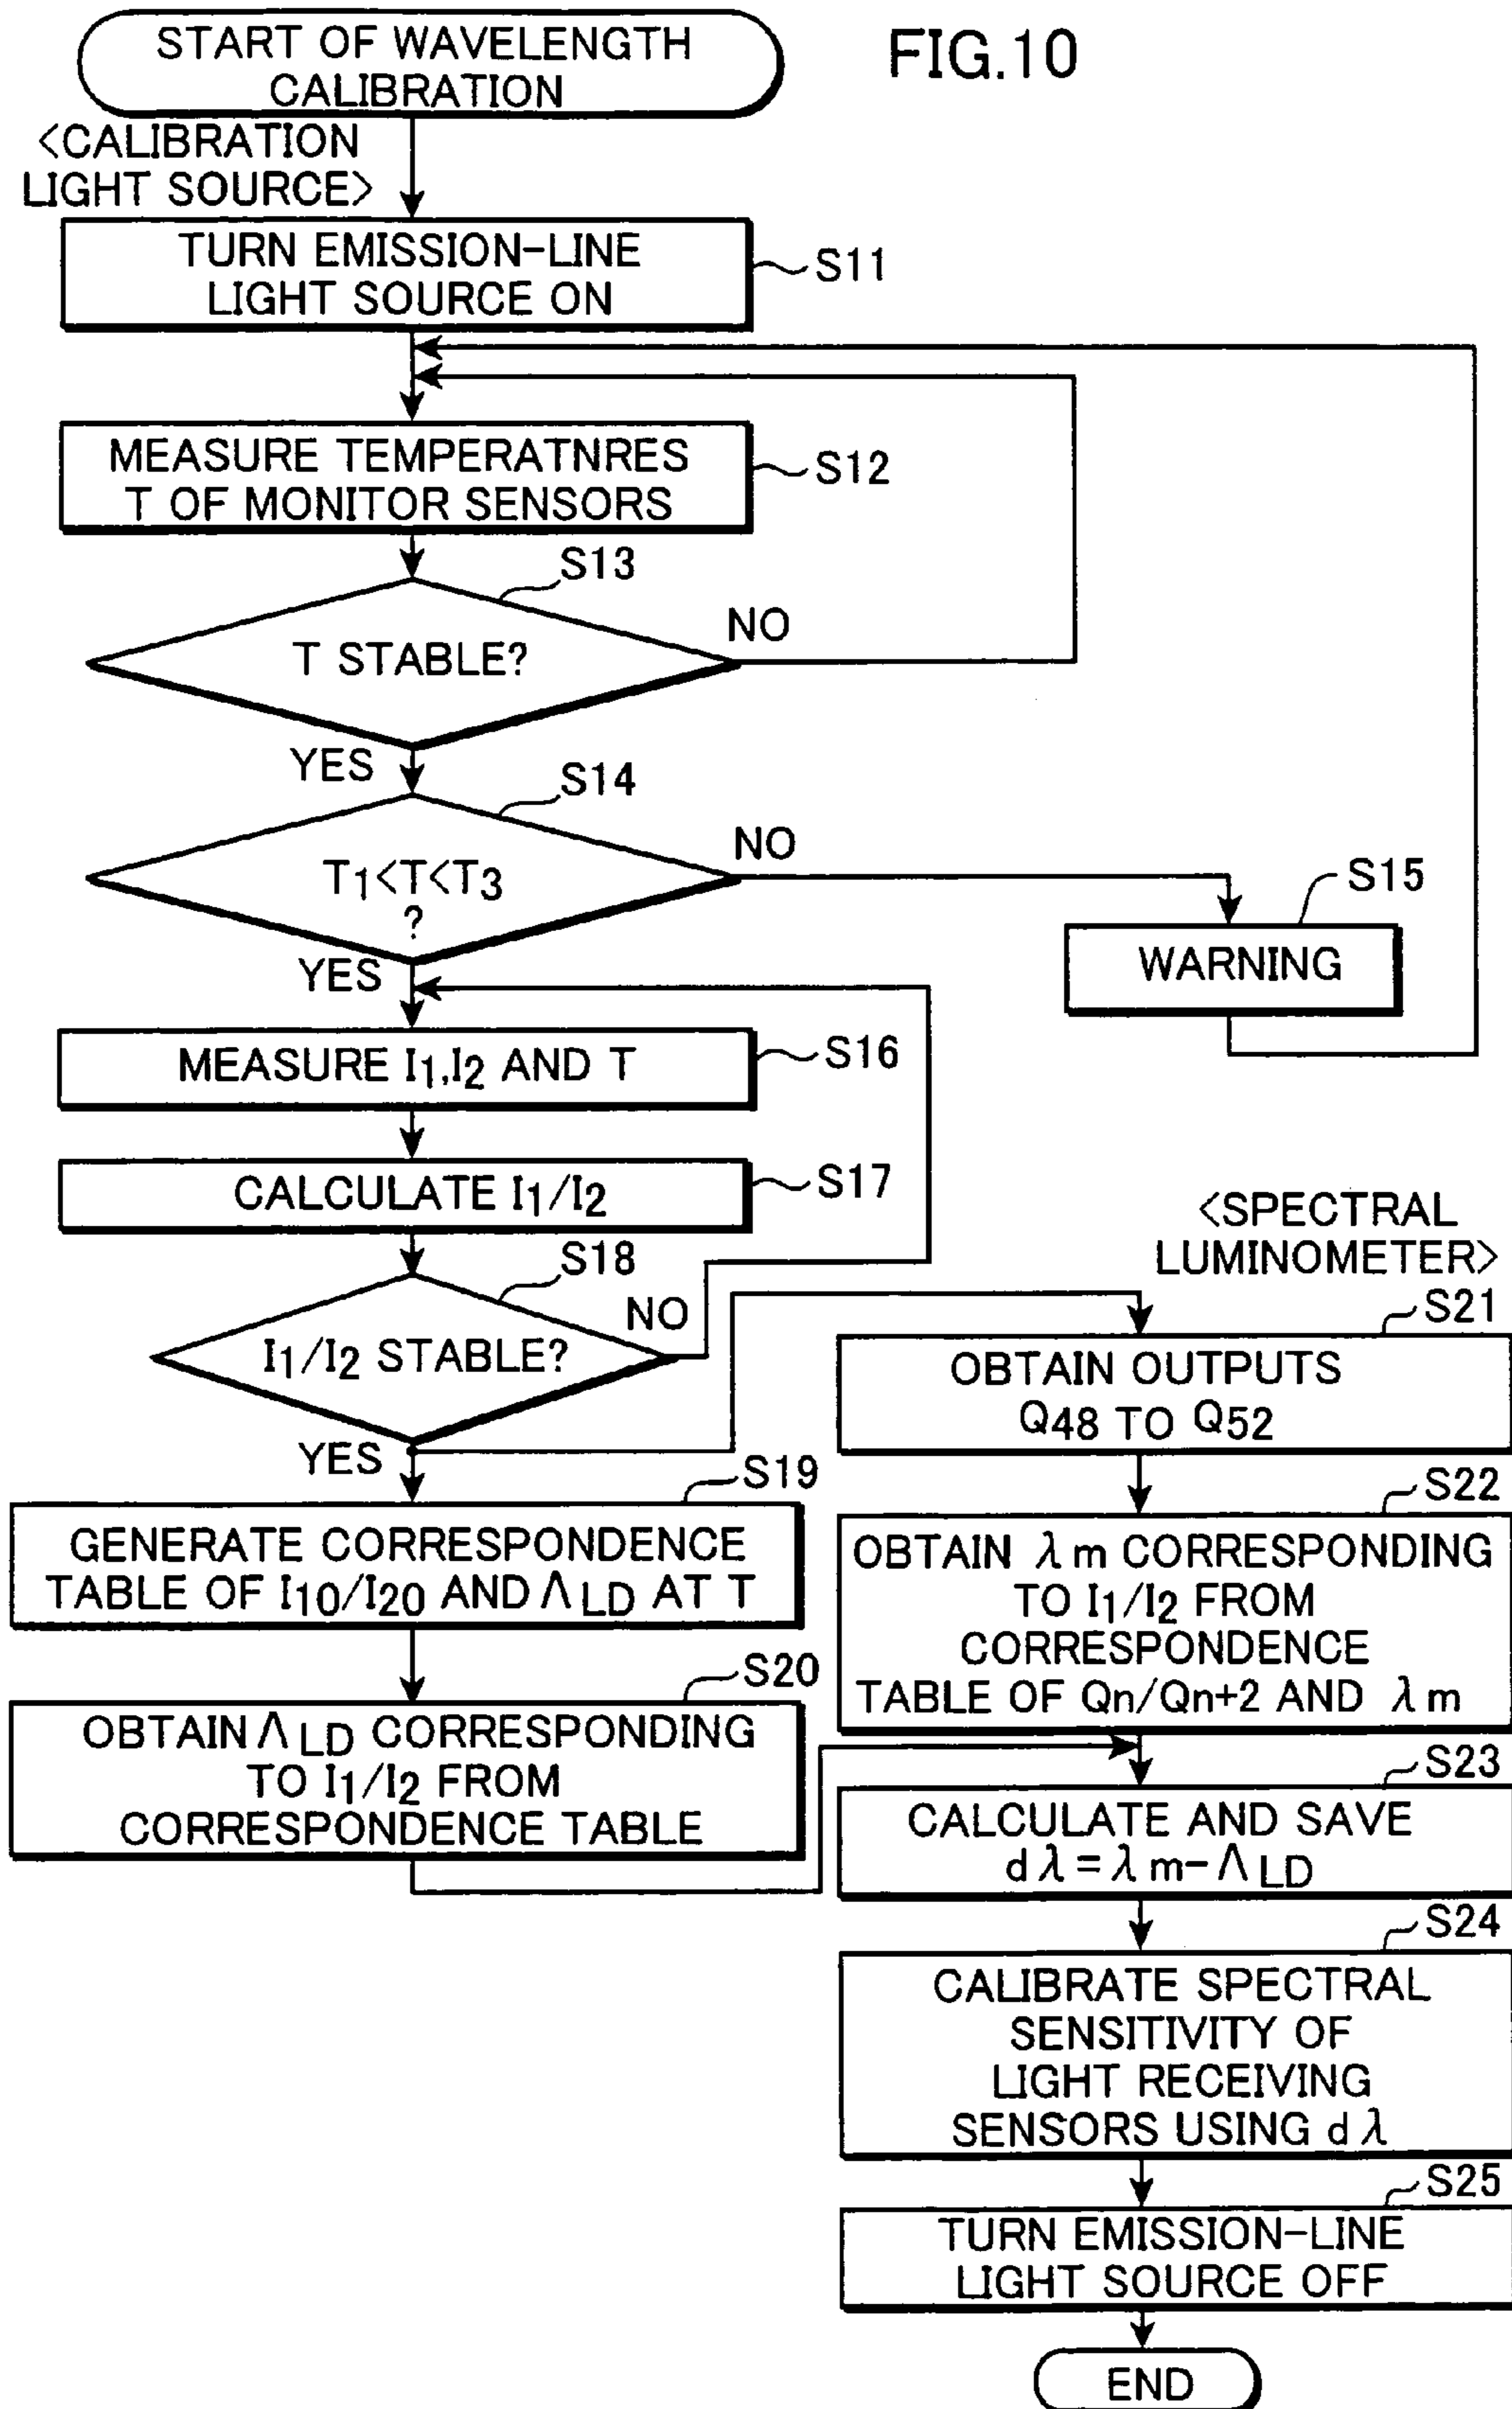 FIG.10
START OF WAVELENGTH
CALIBRATION
<CALIBRATION
LIGHT SOURCE>
TURN EMISSION-LINE
LIGHT SOURCE ON
S11
MEASURE TEMPERATNRES
T OF MONITOR SENSORS
S12
S13
T STABLE?
NO
YES
S14
T1<T<T3
?
NO
YES
S15
WARNING
MEASURE I1,I2 AND T
S16
CALCULATE I1/I2
S17
S18
I1/I2 STABLE?
NO
YES
S19
GENERATE CORRESPONDENCE
TABLE OF I10/I20 AND ΛLD AT T
S20
OBTAIN ΛLD CORRESPONDING
TO I1/I2 FROM
CORRESPONDENCE TABLE
<SPECTRAL
LUMINOMETER>
S21
OBTAIN OUTPUTS
Q48 TO Q52
S22
OBTAIN λm CORRESPONDING
TO I1/I2 FROM
CORRESPONDENCE
TABLE OF Qn/Qn+2 AND λm
S23
CALCULATE AND SAVE
dλ=λm-ΛLD
S24
CALIBRATE SPECTRAL
SENSITIVITY OF
LIGHT RECEIVING
SENSORS USING dλ
S25
TURN EMISSION-LINE
LIGHT SOURCE OFF
END